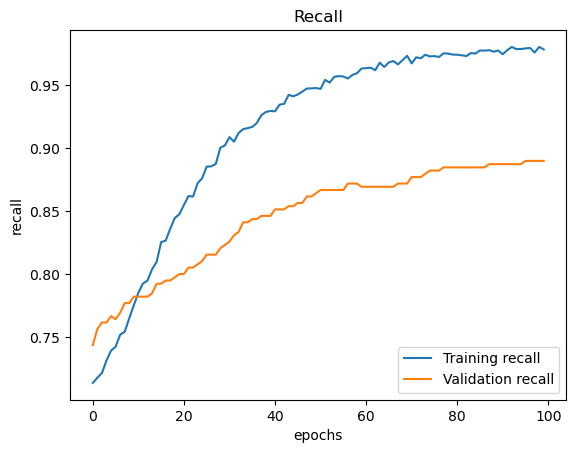 Recall
0.95
0.90
0.85
0.80
0.75
recall
Training recall
Validation recall
0 20 40 60 80 100
epochs